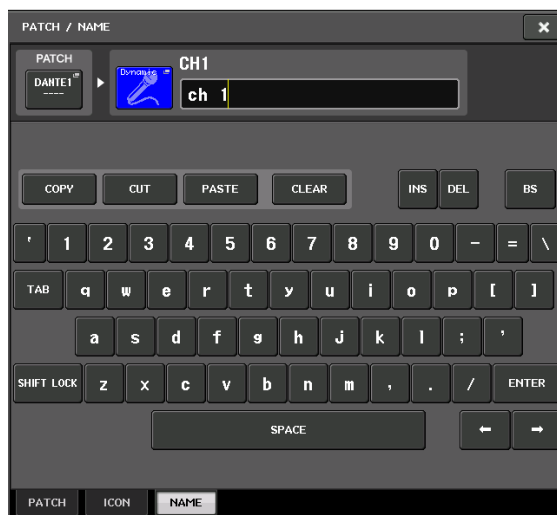 PATCH / NAME
×
PATCH
DANTE1
----
Dynamic
CH1
ch 1
COPY CUT PASTE CLEAR INS DEL BS
' 1 2 3 4 5 6 7 8 9 0 - = \
TAB q w e r t y u i o p [ ]
a s d f g h j k l ; '
SHIFT LOCK z x c v b n m , . / ENTER
SPACE ← →
PATCH ICON NAME